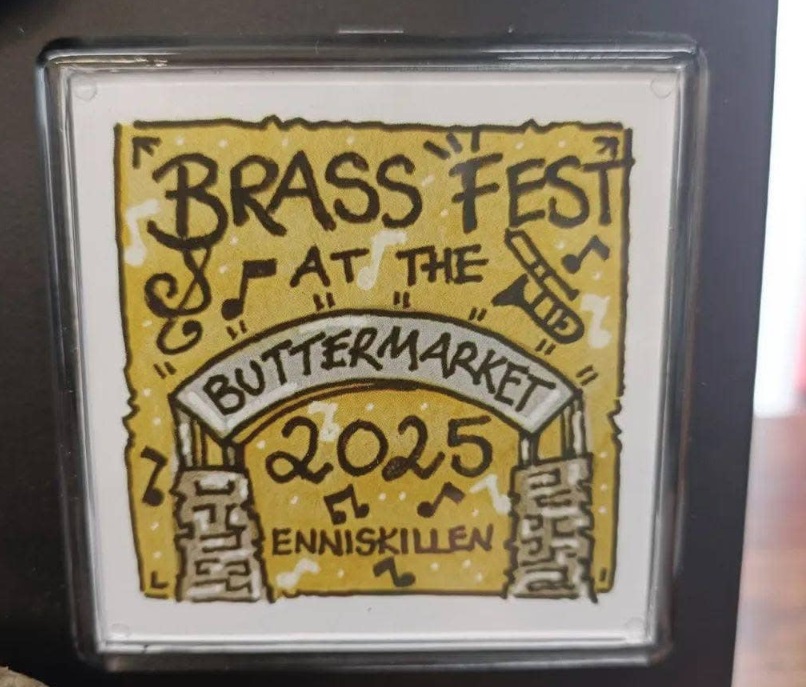 BRASS FEST
AT THE
BUTTERMARKET
2025
ENNISKILLEN